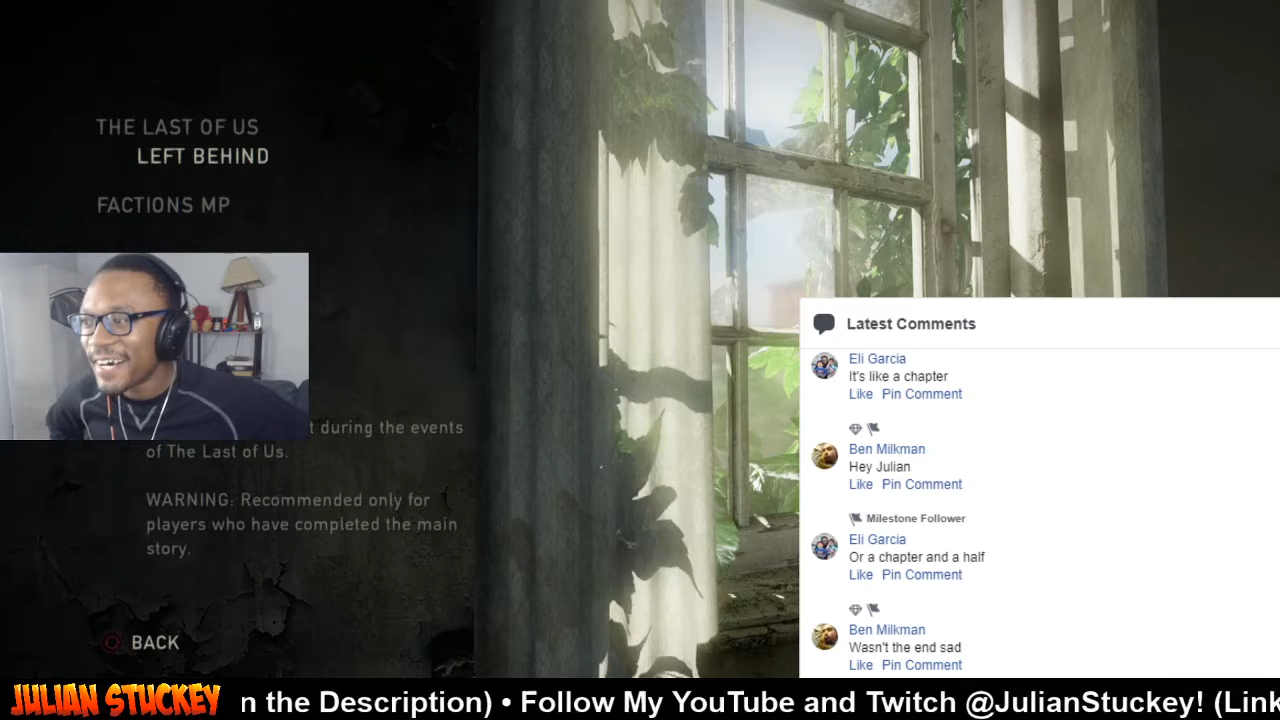 THE LAST OF US
LEFT BEHIND
FACTIONS MP
t during the events
of The Last of Us.
WARNING: Recommended only for
players who have completed the main
story.
BACK
Latest Comments
Eli Garcia
It's like a chapter
Like Pin Comment
Ben Milkman
Hey Julian
Like Pin Comment
Milestone Follower
Eli Garcia
Or a chapter and a half
Like Pin Comment
Ben Milkman
Wasn't the end sad
Like Pin Comment
JULIAN STUCKEY
n the Description) • Follow My YouTube and Twitch @JulianStuckey! (Link